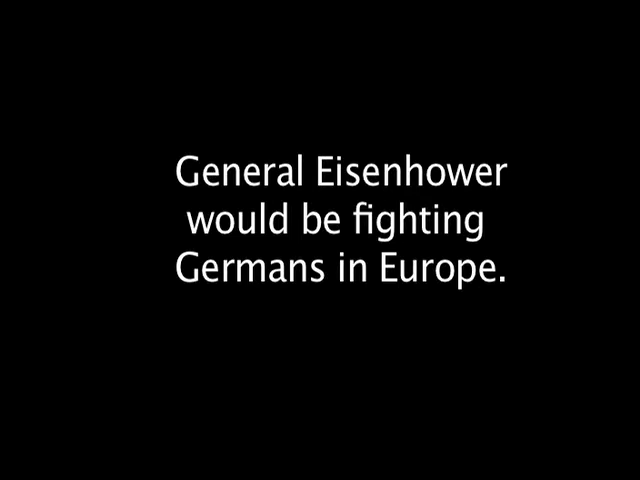 General Eisenhower
would be fighting
Germans in Europe.